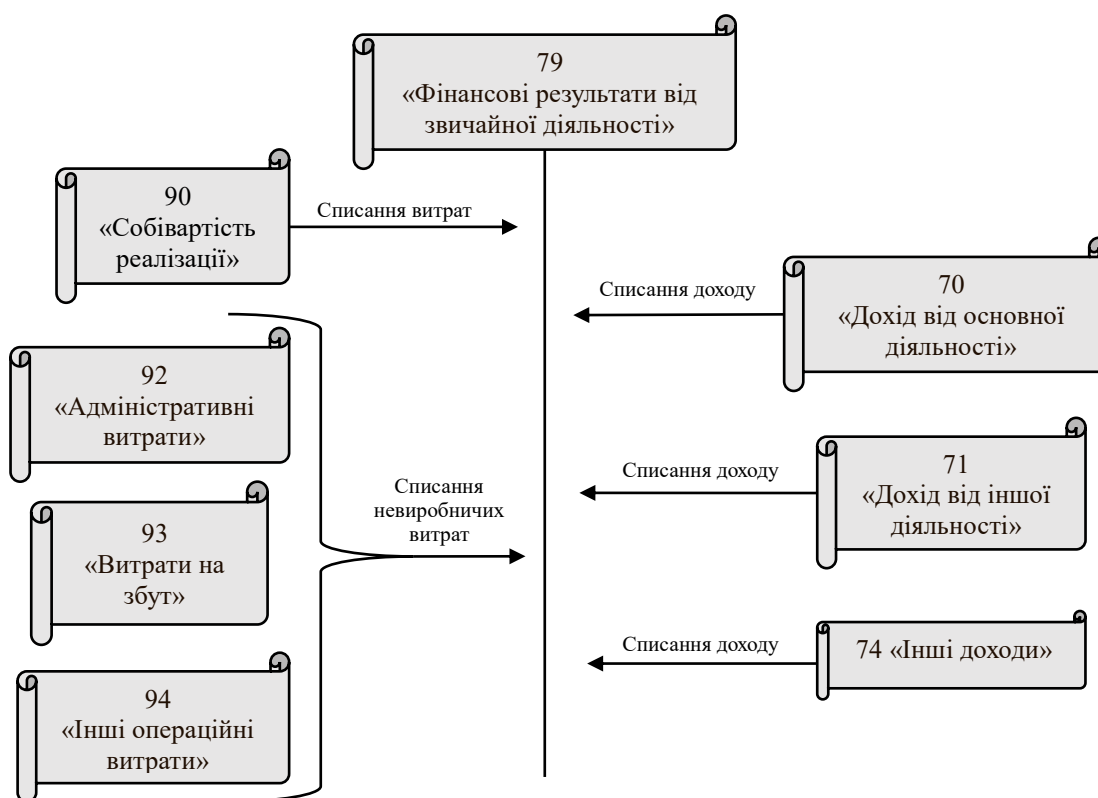 79
«Фінансові результати від
звичайної діяльності»
90
«Собівартість
реалізації»
Списання витрат
Списання доходу
70
«Дохід від основної
діяльності»
92
«Адміністративні
витрати»
Списання доходу
71
«Дохід від іншої
діяльності»
Списання
невиробничих
витрат
93
«Витрати на
збут»
Списання доходу
74 «Інші доходи»
94
«Інші операційні
витрати»